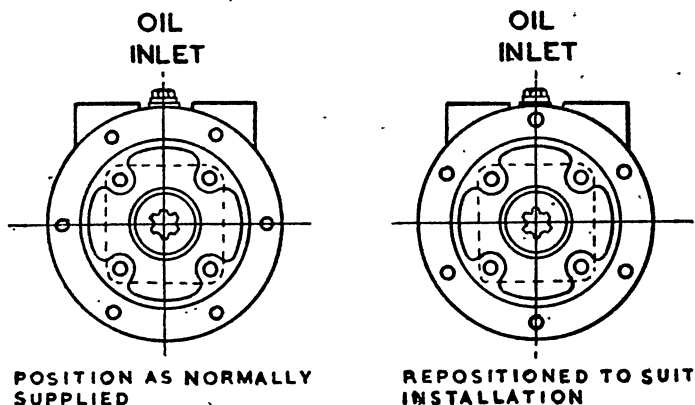 OIL
INLET
OIL
INLET
POSITION AS NORMALLY
SUPPLIED
REPOSITIONED TO SUIT
INSTALLATION